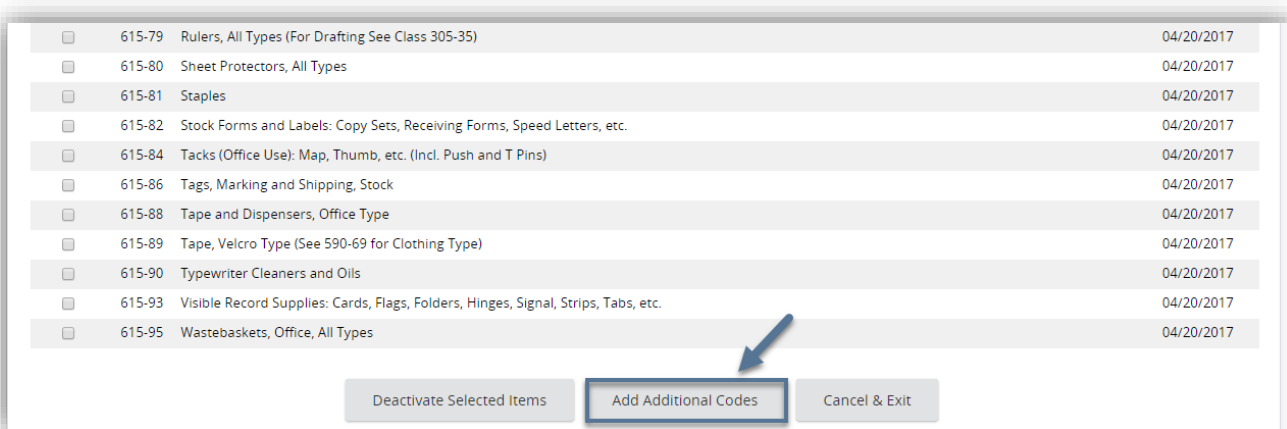 615-79 Rulers, All Types (For Drafting See Class 305-35) 04/20/2017
615-80 Sheet Protectors, All Types 04/20/2017
615-81 Staples 04/20/2017
615-82 Stock Forms and Labels: Copy Sets, Receiving Forms, Speed Letters, etc. 04/20/2017
615-84 Tacks (Office Use): Map, Thumb, etc. (Incl. Push and T Pins) 04/20/2017
615-86 Tags, Marking and Shipping, Stock 04/20/2017
615-88 Tape and Dispensers, Office Type 04/20/2017
615-89 Tape, Velcro Type (See 590-69 for Clothing Type) 04/20/2017
615-90 Typewriter Cleaners and Oils 04/20/2017
615-93 Visible Record Supplies: Cards, Flags, Folders, Hinges, Signal, Strips, Tabs, etc. 04/20/2017
615-95 Wastebaskets, Office, All Types 04/20/2017
Deactivate Selected Items Add Additional Codes Cancel & Exit